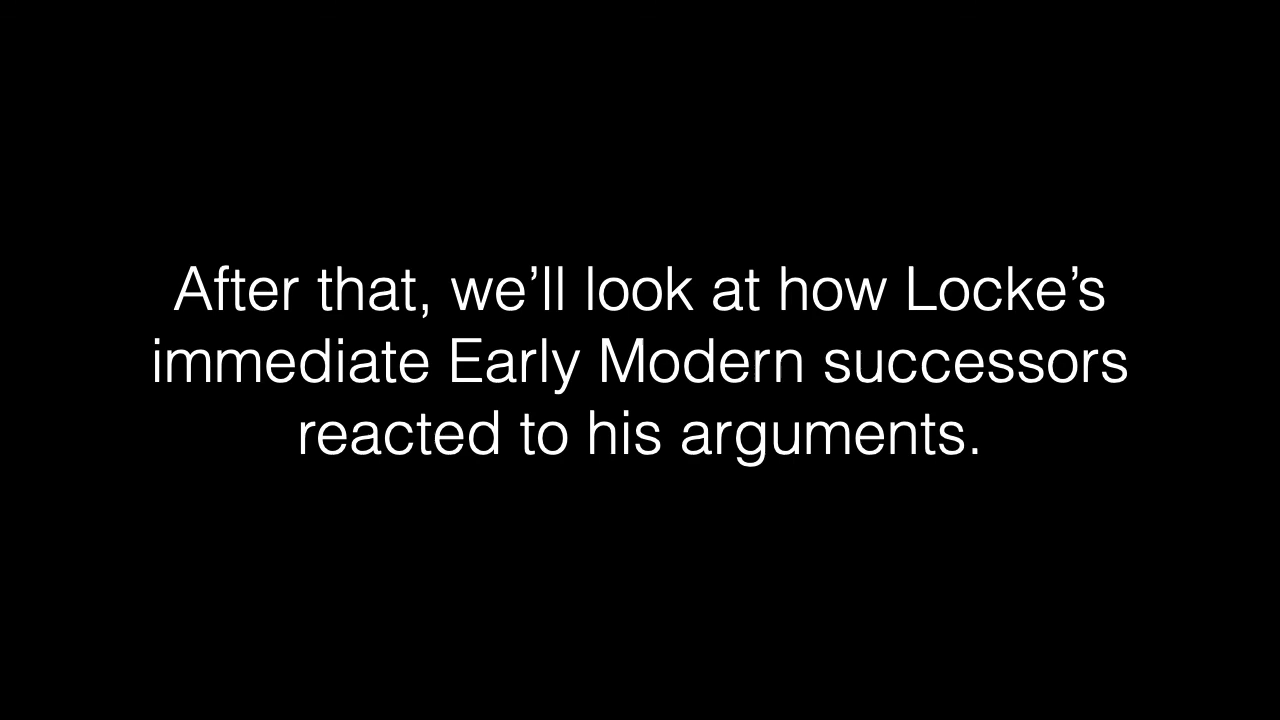 After that, we’ll look at how Locke’s
immediate Early Modern successors
reacted to his arguments.